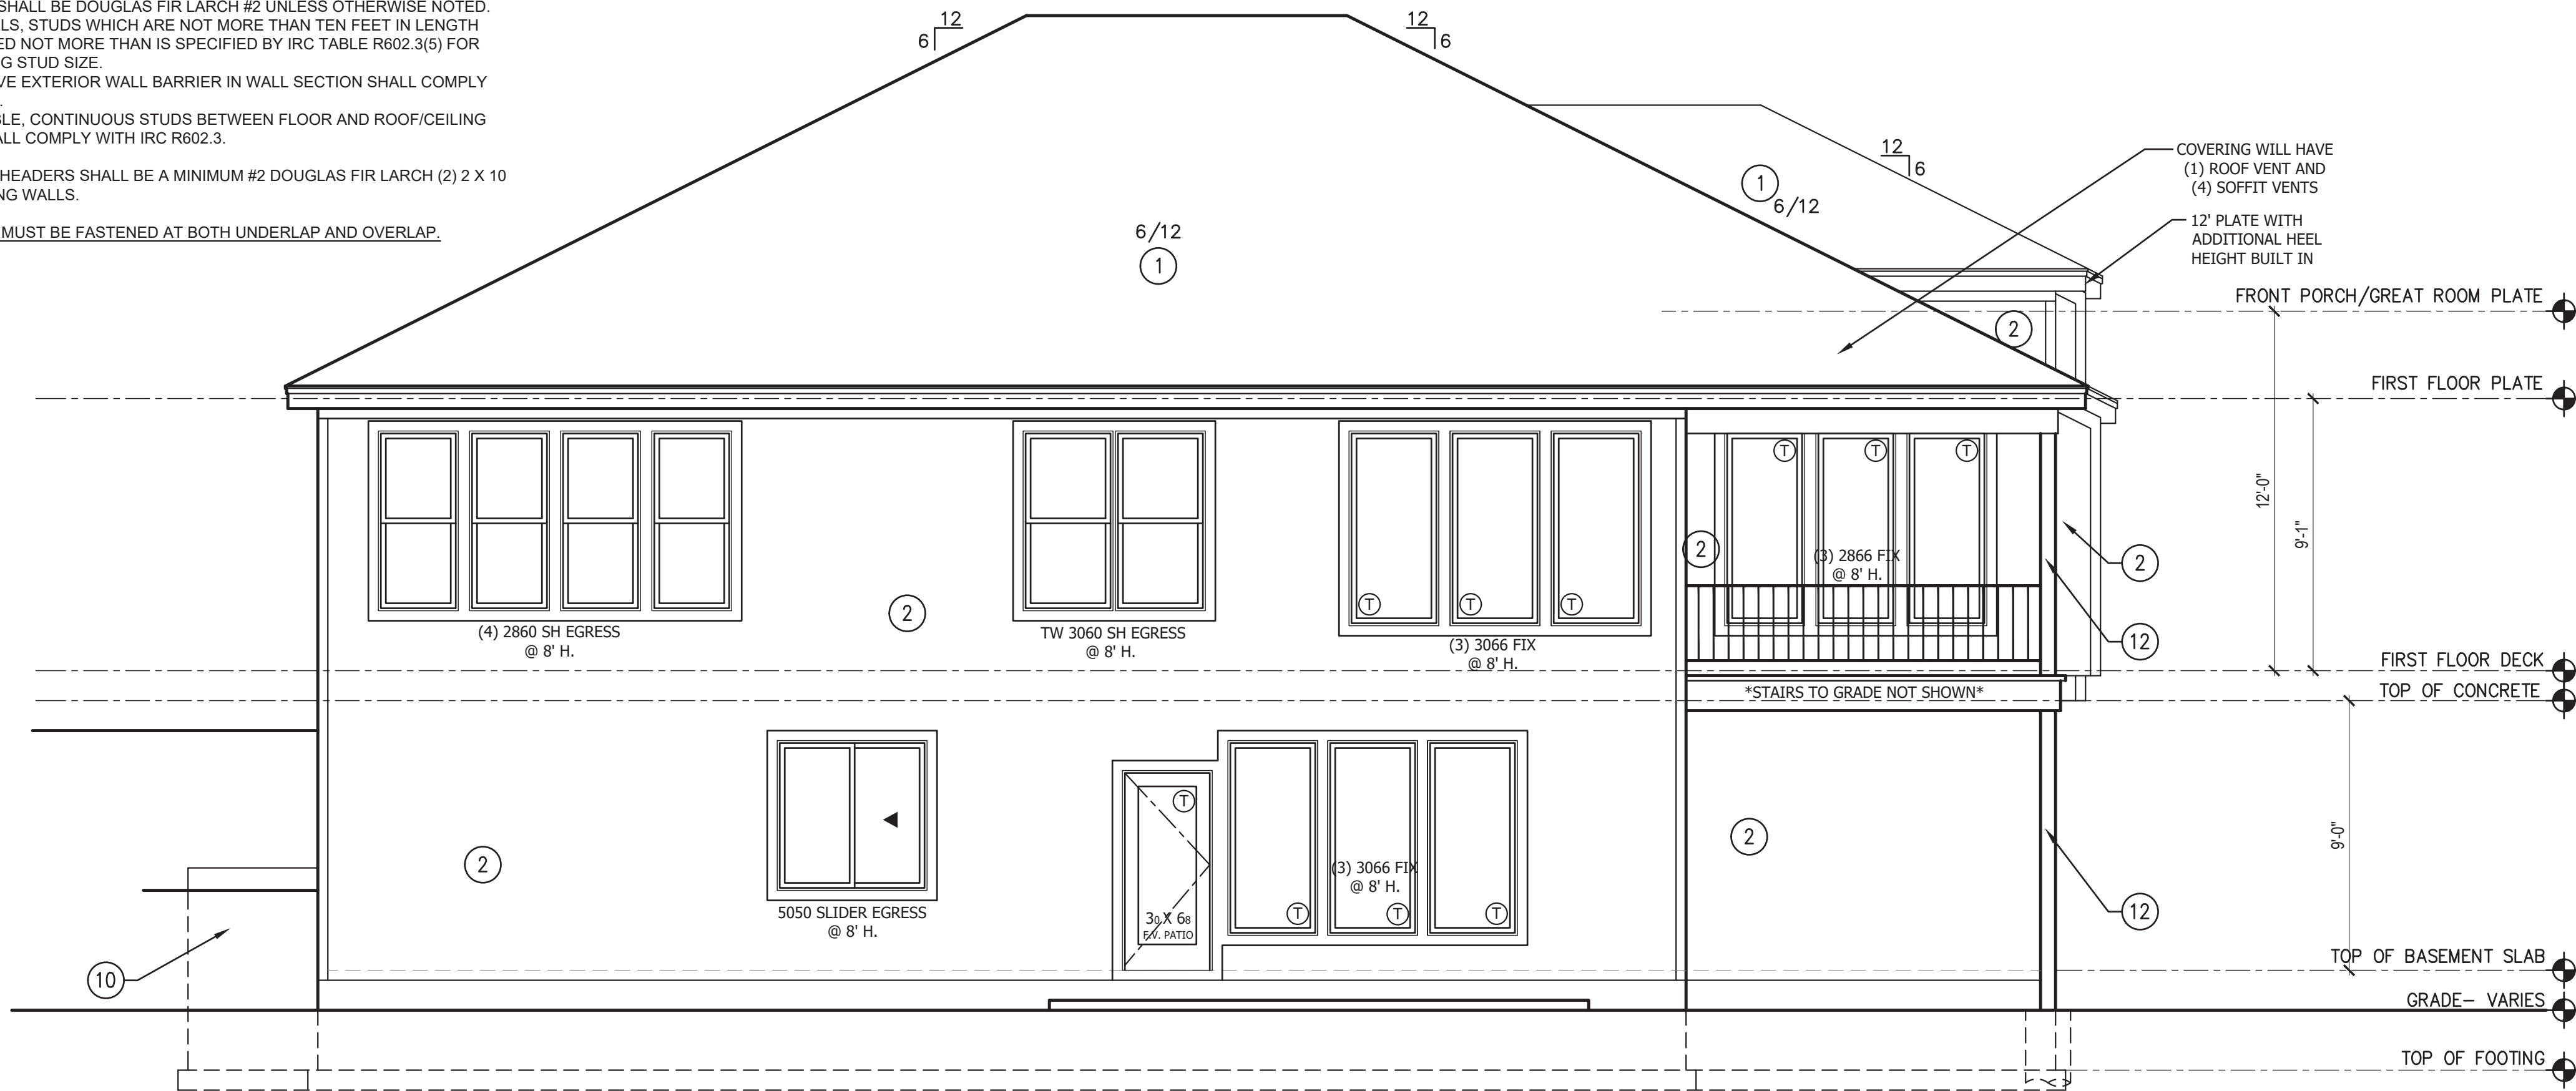 SHALL BE DOUGLAS FIR LARCH #2 UNLESS OTHERWISE NOTED.
LS, STUDS WHICH ARE NOT MORE THAN TEN FEET IN LENGTH
ED NOT MORE THAN IS SPECIFIED BY IRC TABLE R602.3(5) FOR
G STUD SIZE.
VE EXTERIOR WALL BARRIER IN WALL SECTION SHALL COMPLY
.
BLE, CONTINUOUS STUDS BETWEEN FLOOR AND ROOF/CEILING
ALL COMPLY WITH IRC R602.3.
HEADERS SHALL BE A MINIMUM #2 DOUGLAS FIR LARCH (2) 2 X 10
NG WALLS.
MUST BE FASTENED AT BOTH UNDERLAP AND OVERLAP.
12
6
12
6
12
6
1
6/12
6/12
1
COVERING WILL HAVE
(1) ROOF VENT AND
(4) SOFFIT VENTS
12' PLATE WITH
ADDITIONAL HEEL
HEIGHT BUILT IN
FRONT PORCH/GREAT ROOM PLATE
2
FIRST FLOOR PLATE
T
T
T
12'-0"
9'-1"
2
(3) 2866 FIX
@ 8' H.
2
T
T
T
2
(4) 2860 SH EGRESS
@ 8' H.
TW 3060 SH EGRESS
@ 8' H.
(3) 3066 FIX
@ 8' H.
12
FIRST FLOOR DECK
*STAIRS TO GRADE NOT SHOWN*
TOP OF CONCRETE
T
2
2
9'-0"
(3) 3066 FIX
@ 8' H.
5050 SLIDER EGRESS
@ 8' H.
30 X 68
F.V. PATIO
T
T
T
12
10
TOP OF BASEMENT SLAB
GRADE- VARIES
TOP OF FOOTING